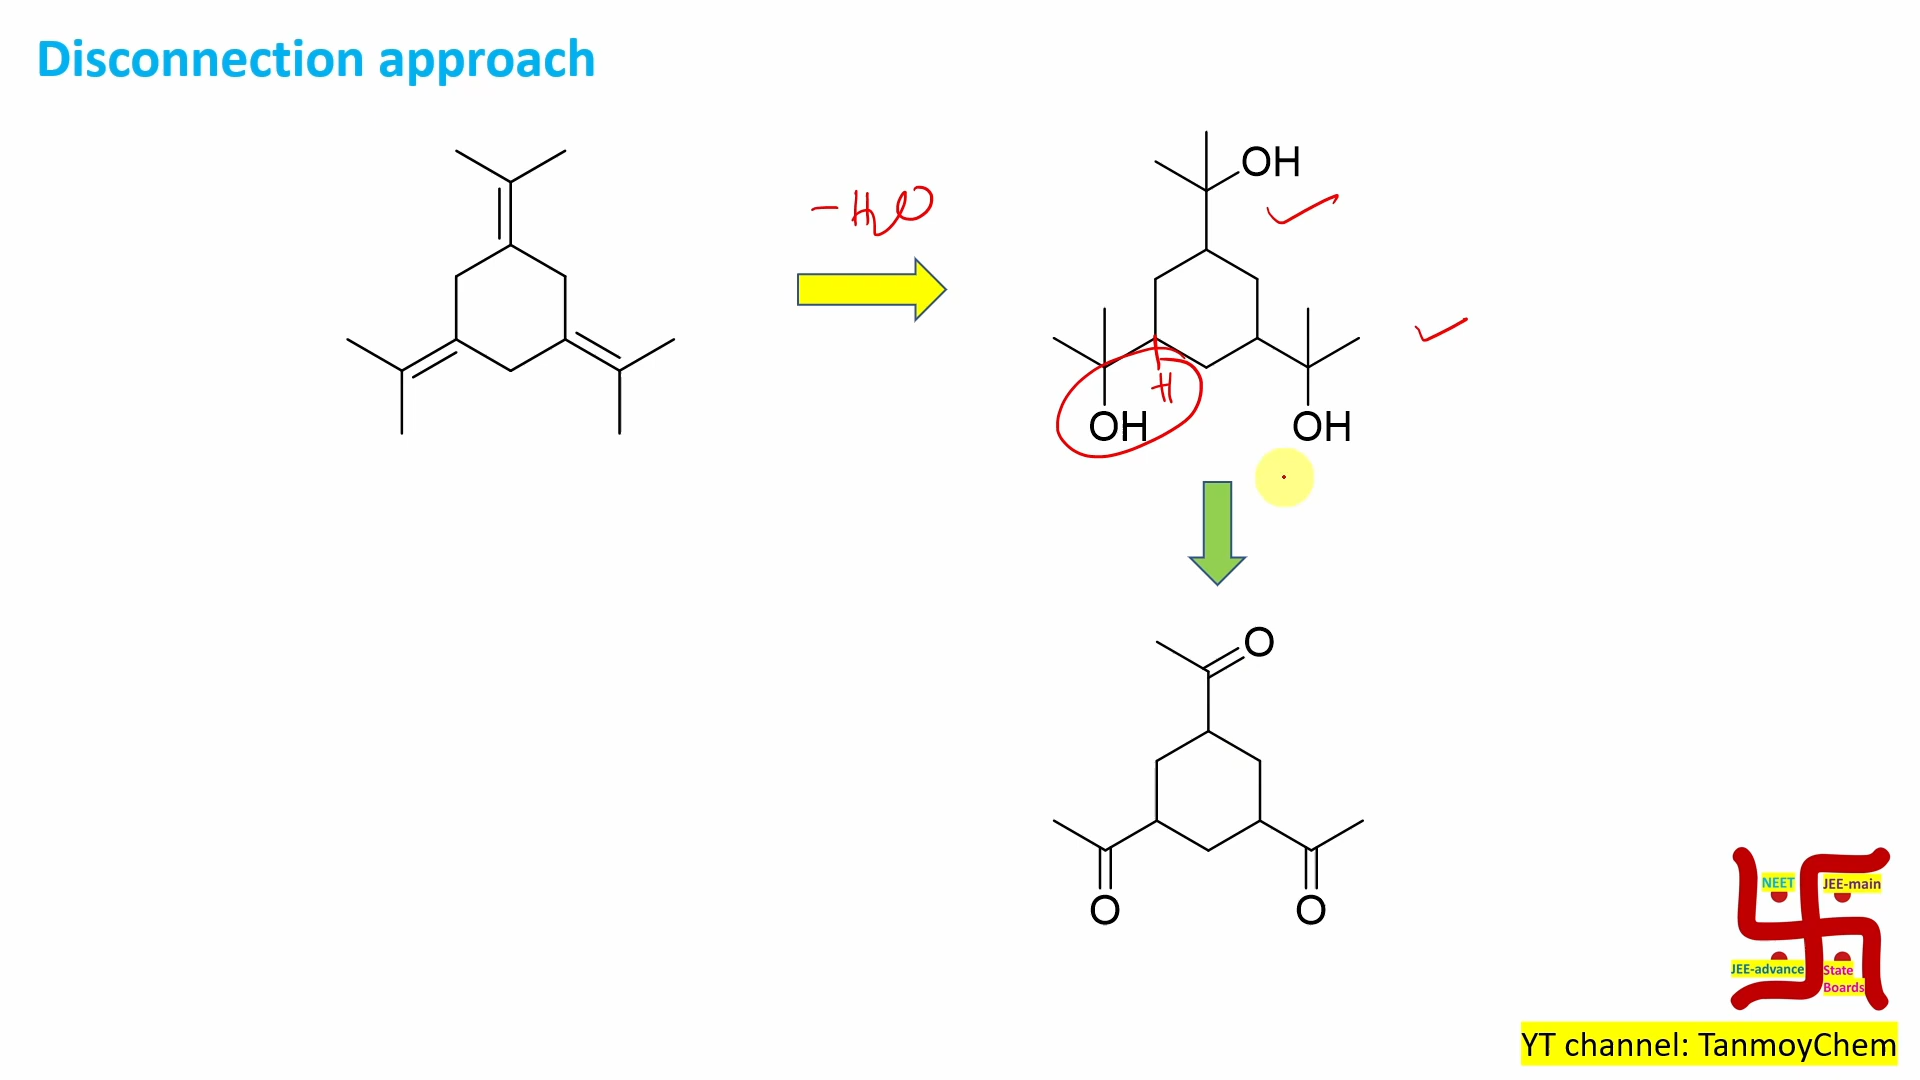 Disconnection approach
OH
-H2O
OH
H
OH
O
O
O
NEET
JEE-main
JEE-advance
State
Boards
YT channel: TanmoyChem